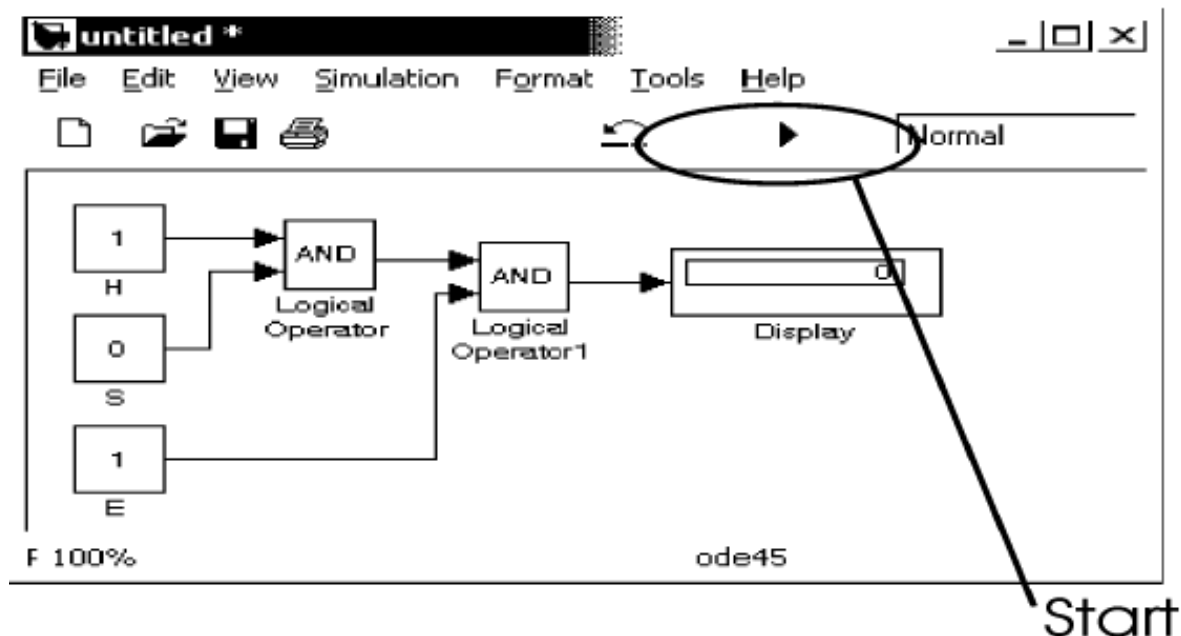 untitled *
File Edit View Simulation Format Tools Help
Normal
1
H
AND
Logical
Operator
AND
Logical
Operator1
0
Display
0
S
1
E
F 100%
ode45
Start